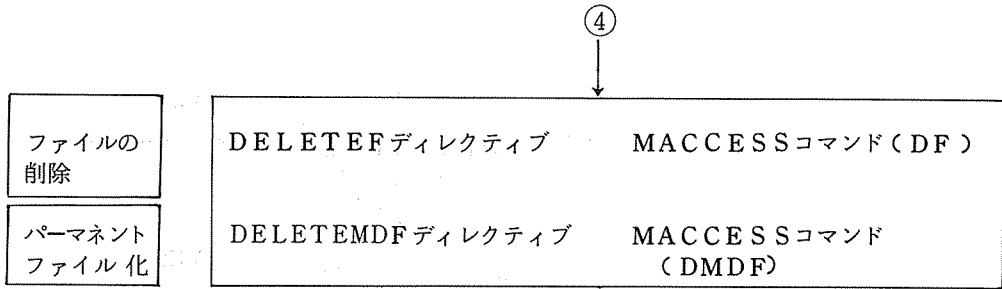 ④
ファイルの
削除
DELETEFディレクティブ MACCESSコマンド(DF)
パーマネント
ファイル化
DELETEMDFディレクティブ MACCESSコマンド
(DMDF)